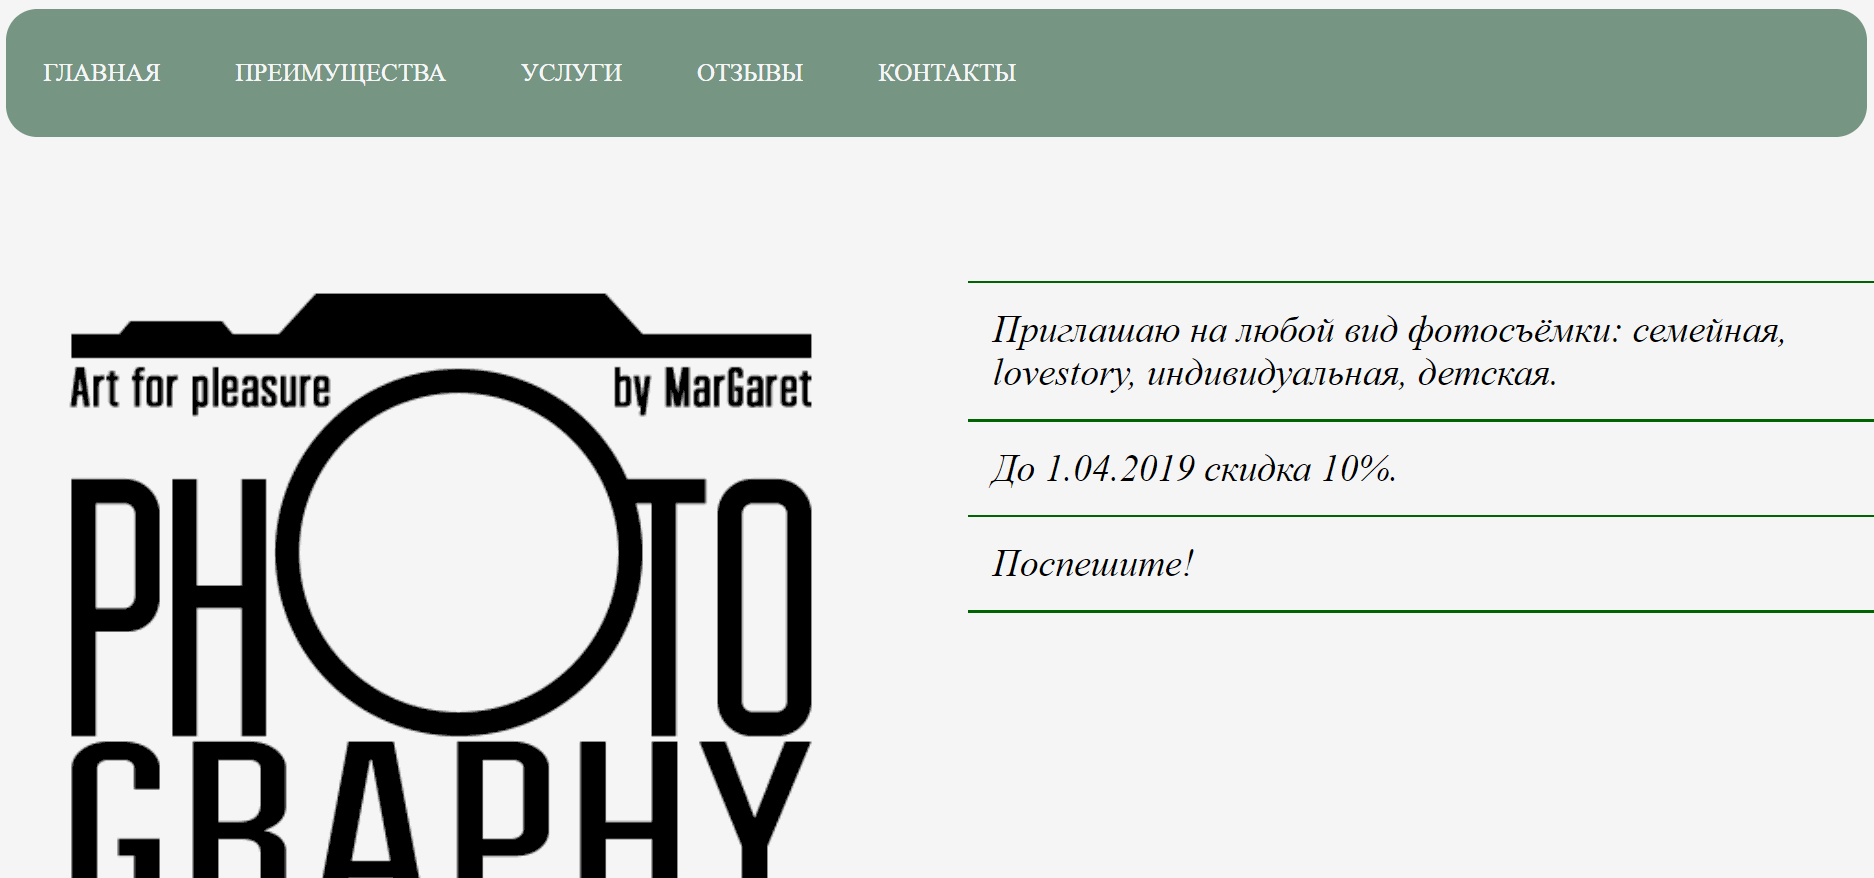 ГЛАВНАЯ ПРЕИМУЩЕСТВА УСЛУГИ ОТЗЫВЫ КОНТАКТЫ
Art for pleasure by MarGaret
PHOTO
GRAPHY
Приглашаю на любой вид фотосъёмки: семейная,
lovestory, индивидуальная, детская.
До 1.04.2019 скидка 10%.
Поспешите!